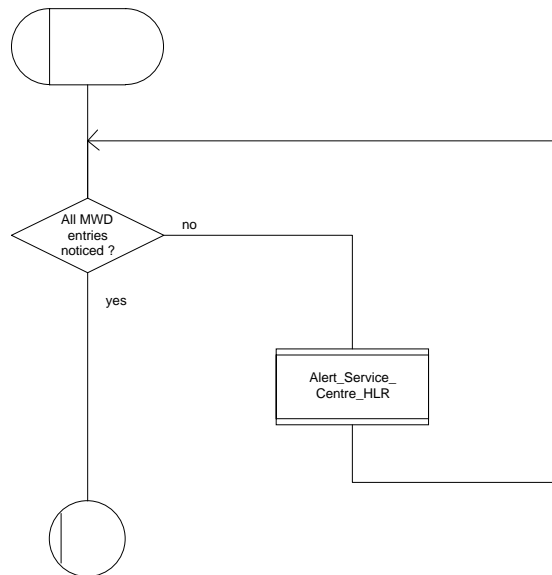 All MWD
entries
noticed ?
no
yes
Alert_Service_
Centre_HLR